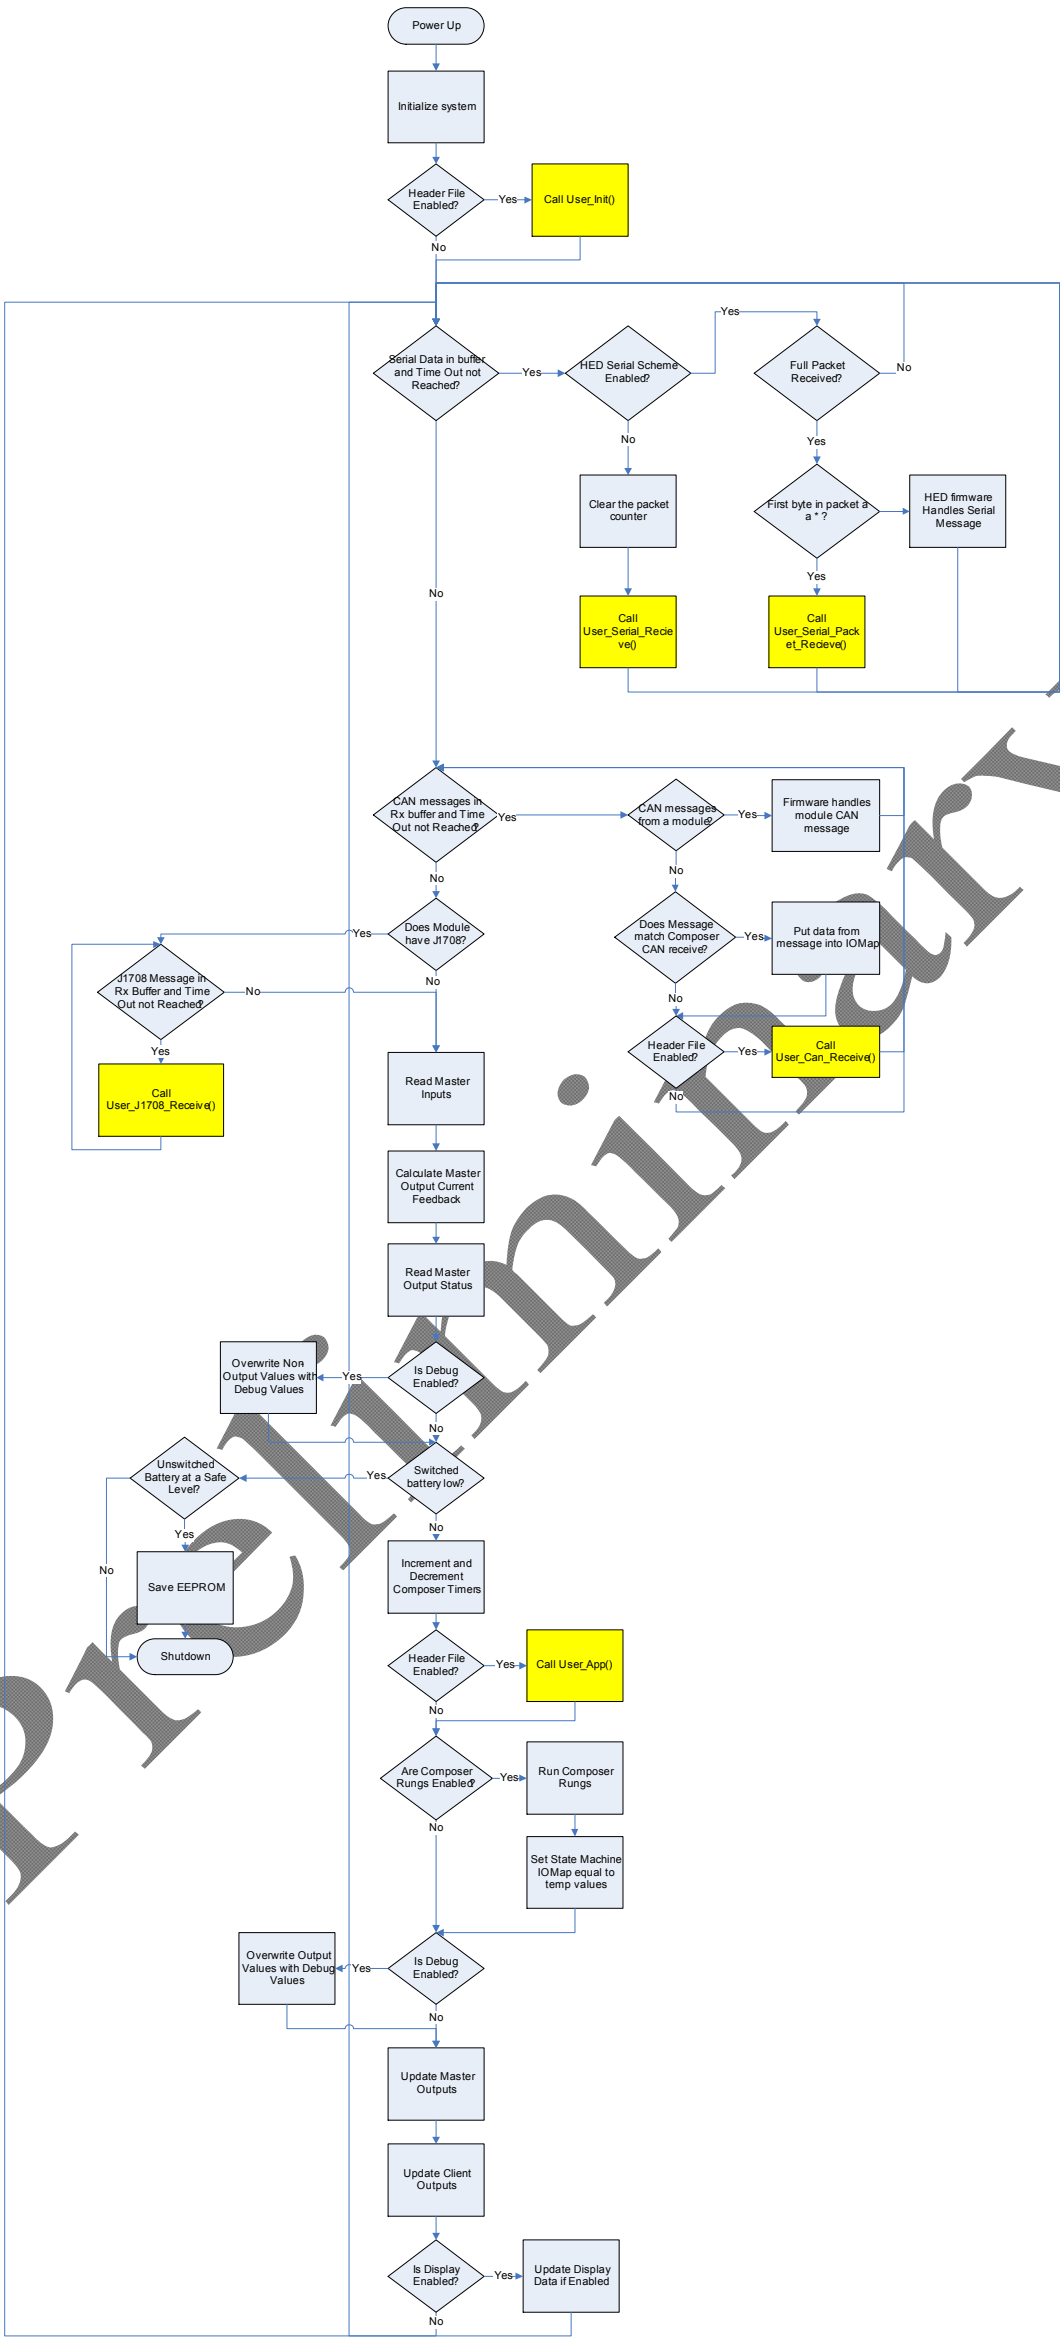 Power Up
Initialize system
Header File
Enabled?
Yes
Call User_Init()
No
Serial Data in buffer
and Time Out not
Reached?
Yes
HED Serial Scheme
Enabled?
Yes
Full Packet
Received?
No
No
Yes
Clear the packet
counter
First byte in packet a
a * ?
HED firmware
Handles Serial
Message
Yes
No
Call
User_Serial_Recie
ve()
Call
User_Serial_Pack
et_Recieve()
CAN messages in
Rx buffer and Time
Out not Reached?
Yes
CAN messages
from a module?
Yes
Firmware handles
module CAN
message
No
No
Does Module
have J1708?
Yes
Does Message
match Composer
CAN receive?
Yes
Put data from
message into IOMap
No
No
J1708 Message in
Rx Buffer and Time
Out not Reached?
No
Yes
Header File
Enabled?
Yes
Call
User_Can_Receive()
No
Call
User_J1708_Receive()
Read Master
Inputs
Calculate Master
Output Current
Feedback
Read Master
Output Status
Is Debug
Enabled?
Yes
Overwrite Non-
Output Values with
Debug Values
No
Switched
battery low?
Yes
Unswitched
Battery at a Safe
Level?
No
Yes
No
Save EEPROM
Shutdown
Increment and
Decrement
Composer Timers
Header File
Enabled?
Yes
Call User_App()
No
Are Composer
Rungs Enabled?
Yes
Run Composer
Rungs
No
Set State Machine
IOMap equal to
temp values
Is Debug
Enabled?
Yes
Overwrite Output
Values with Debug
Values
No
Update Master
Outputs
Update Client
Outputs
Is Display
Enabled?
Yes
Update Display
Data if Enabled
No
Preliminary